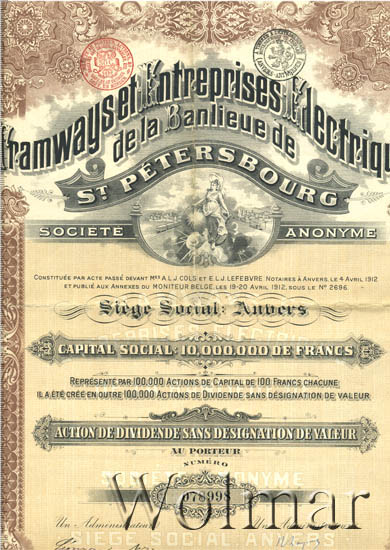 Tramways et Entreprises Électriques
de la Banlieue de
ST PÉTERSBOURG
SOCIÉTÉ ANONYME
CONSTITUÉE PAR ACTE PASSÉ DEVANT MES A.L.J. COLS ET E.L.J. LEFEBVRE NOTAIRES À ANVERS, LE 4 AVRIL 1912
ET PUBLIÉ AUX ANNEXES DU MONITEUR BELGE, LES 19-20 AVRIL 1912, SOUS LE NO 2696.
Siège Social: Anvers
CAPITAL SOCIAL: 10.000.000 DE FRANCS
REPRÉSENTÉ PAR 100,000 ACTIONS DE CAPITAL DE 100 FRANCS CHACUNE
IL A ÉTÉ CRÉÉ EN OUTRE 100,000 ACTIONS DE DIVIDENDE SANS DÉSIGNATION DE VALEUR
ACTION DE DIVIDENDE SANS DÉSIGNATION DE VALEUR
AU PORTEUR
NUMÉRO
SOCIÉTÉ ANONYME
078998
Wolmar
Un Administrateur
SIÈGE SOCIAL ANVERS